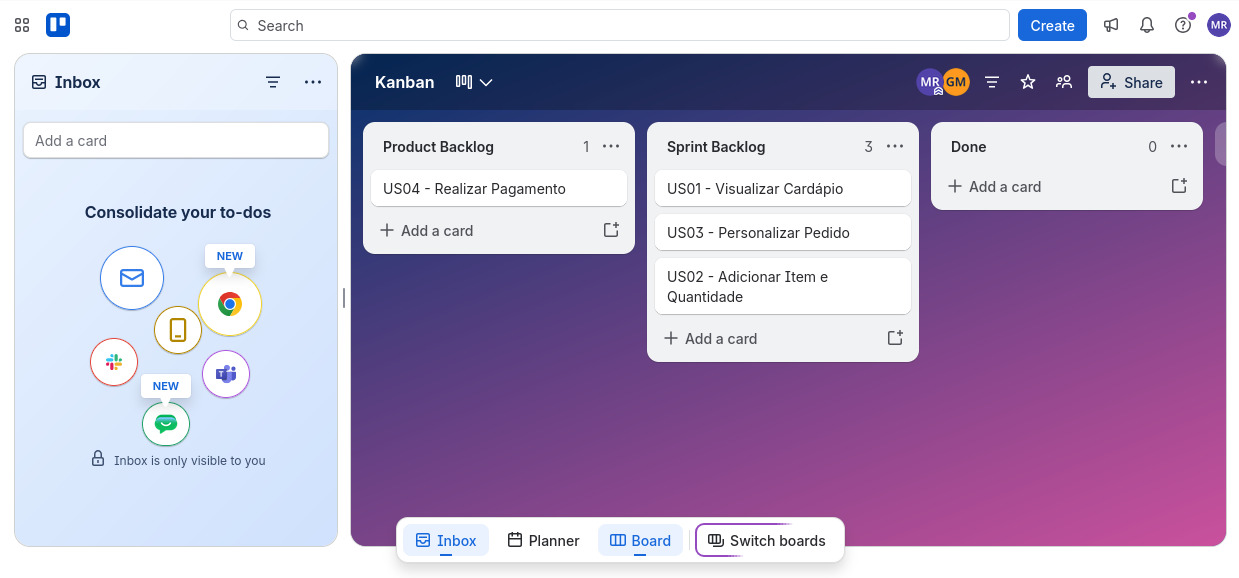 Search
Create
MR
Inbox
Add a card
Consolidate your to-dos
NEW
NEW
Inbox is only visible to you
Kanban
MR
GM
Share
Product Backlog 1
US04 - Realizar Pagamento
Add a card
Sprint Backlog 3
US01 - Visualizar Cardápio
US03 - Personalizar Pedido
US02 - Adicionar Item e
Quantidade
Add a card
Done 0
Add a card
Inbox
Planner
Board
Switch boards